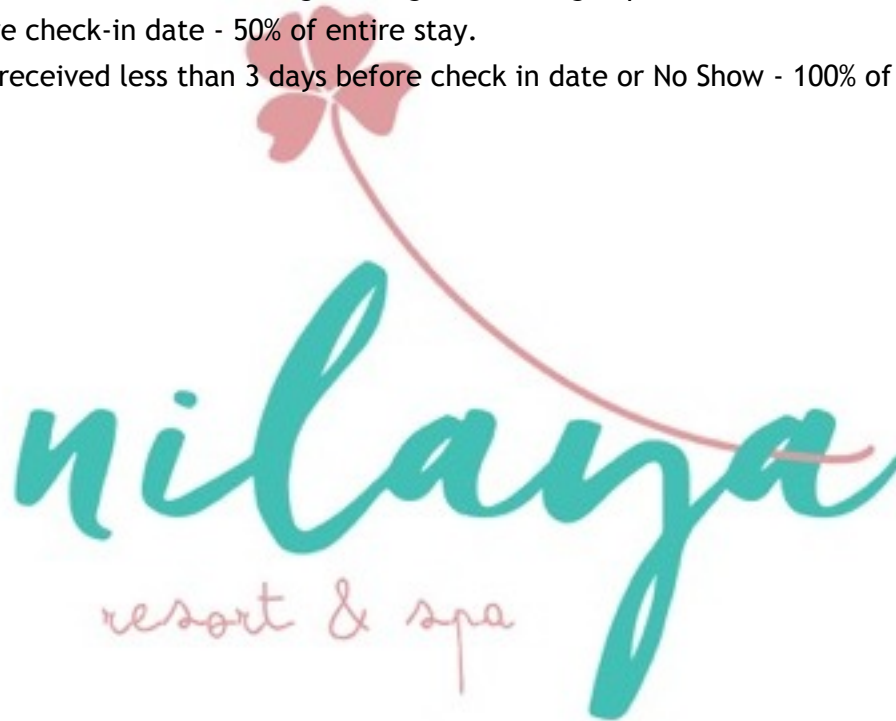 e check-in date - 50% of entire stay.
received less than 3 days before check in date or No Show - 100% of
nilaya
resort & spa